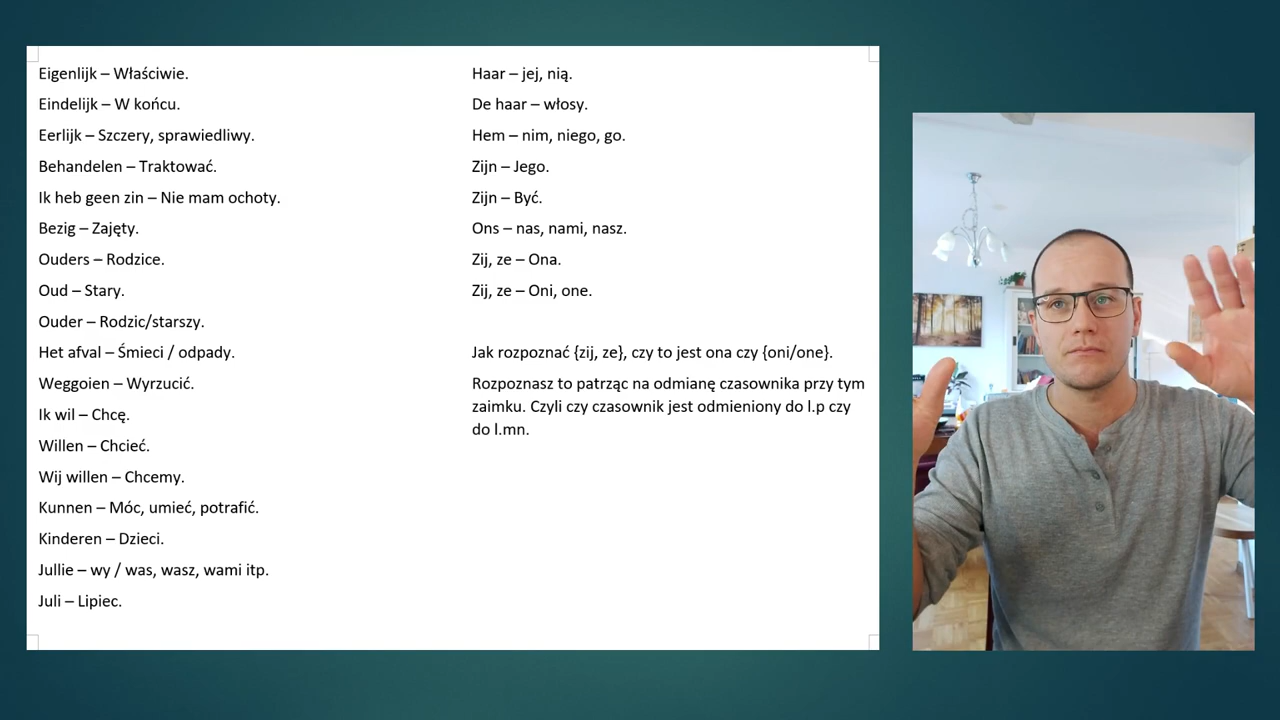 Eigenlijk – Właściwie.
Eindelijk – W końcu.
Eerlijk – Szczery, sprawiedliwy.
Behandelen – Traktować.
Ik heb geen zin – Nie mam ochoty.
Bezig – Zajęty.
Ouders – Rodzice.
Oud – Stary.
Ouder – Rodzic/starszy.
Het afval – Śmieci / odpady.
Weggoien – Wyrzucić.
Ik wil – Chcę.
Willen – Chcieć.
Wij willen – Chcemy.
Kunnen – Móc, umieć, potrafić.
Kinderen – Dzieci.
Jullie – wy / was, wasz, wami itp.
Juli – Lipiec.
Haar – jej, nią.
De haar – włosy.
Hem – nim, niego, go.
Zijn – Jego.
Zijn – Być.
Ons – nas, nami, nasz.
Zij, ze – Ona.
Zij, ze – Oni, one.
Jak rozpoznać {zij, ze}, czy to jest ona czy {oni/one}.
Rozpoznasz to patrząc na odmianę czasownika przy tym
zaimku. Czyli czy czasownik jest odmieniony do l.p czy
do l.mn.